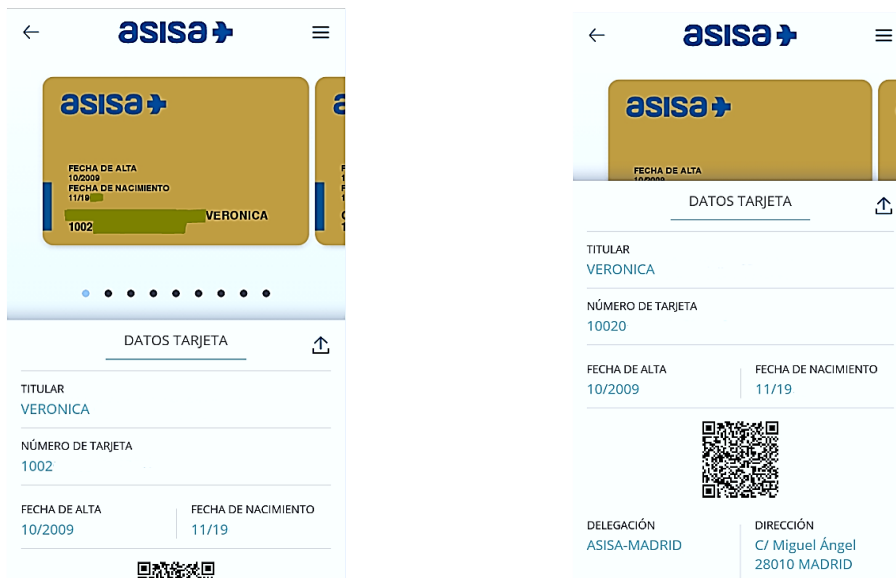 asisa
asisa
FECHA DE ALTA
10/2009
FECHA DE NACIMIENTO
11/19
VERONICA
1002
DATOS TARJETA
TITULAR
VERONICA
NÚMERO DE TARJETA
1002
FECHA DE ALTA
FECHA DE NACIMIENTO
10/2009
11/19
asisa
asisa
FECHA DE ALTA
10/2009
DATOS TARJETA
TITULAR
VERONICA
NÚMERO DE TARJETA
10020
FECHA DE ALTA
FECHA DE NACIMIENTO
10/2009
11/19
DELEGACIÓN
DIRECCIÓN
ASISA-MADRID
C/ Miguel Ángel
28010 MADRID